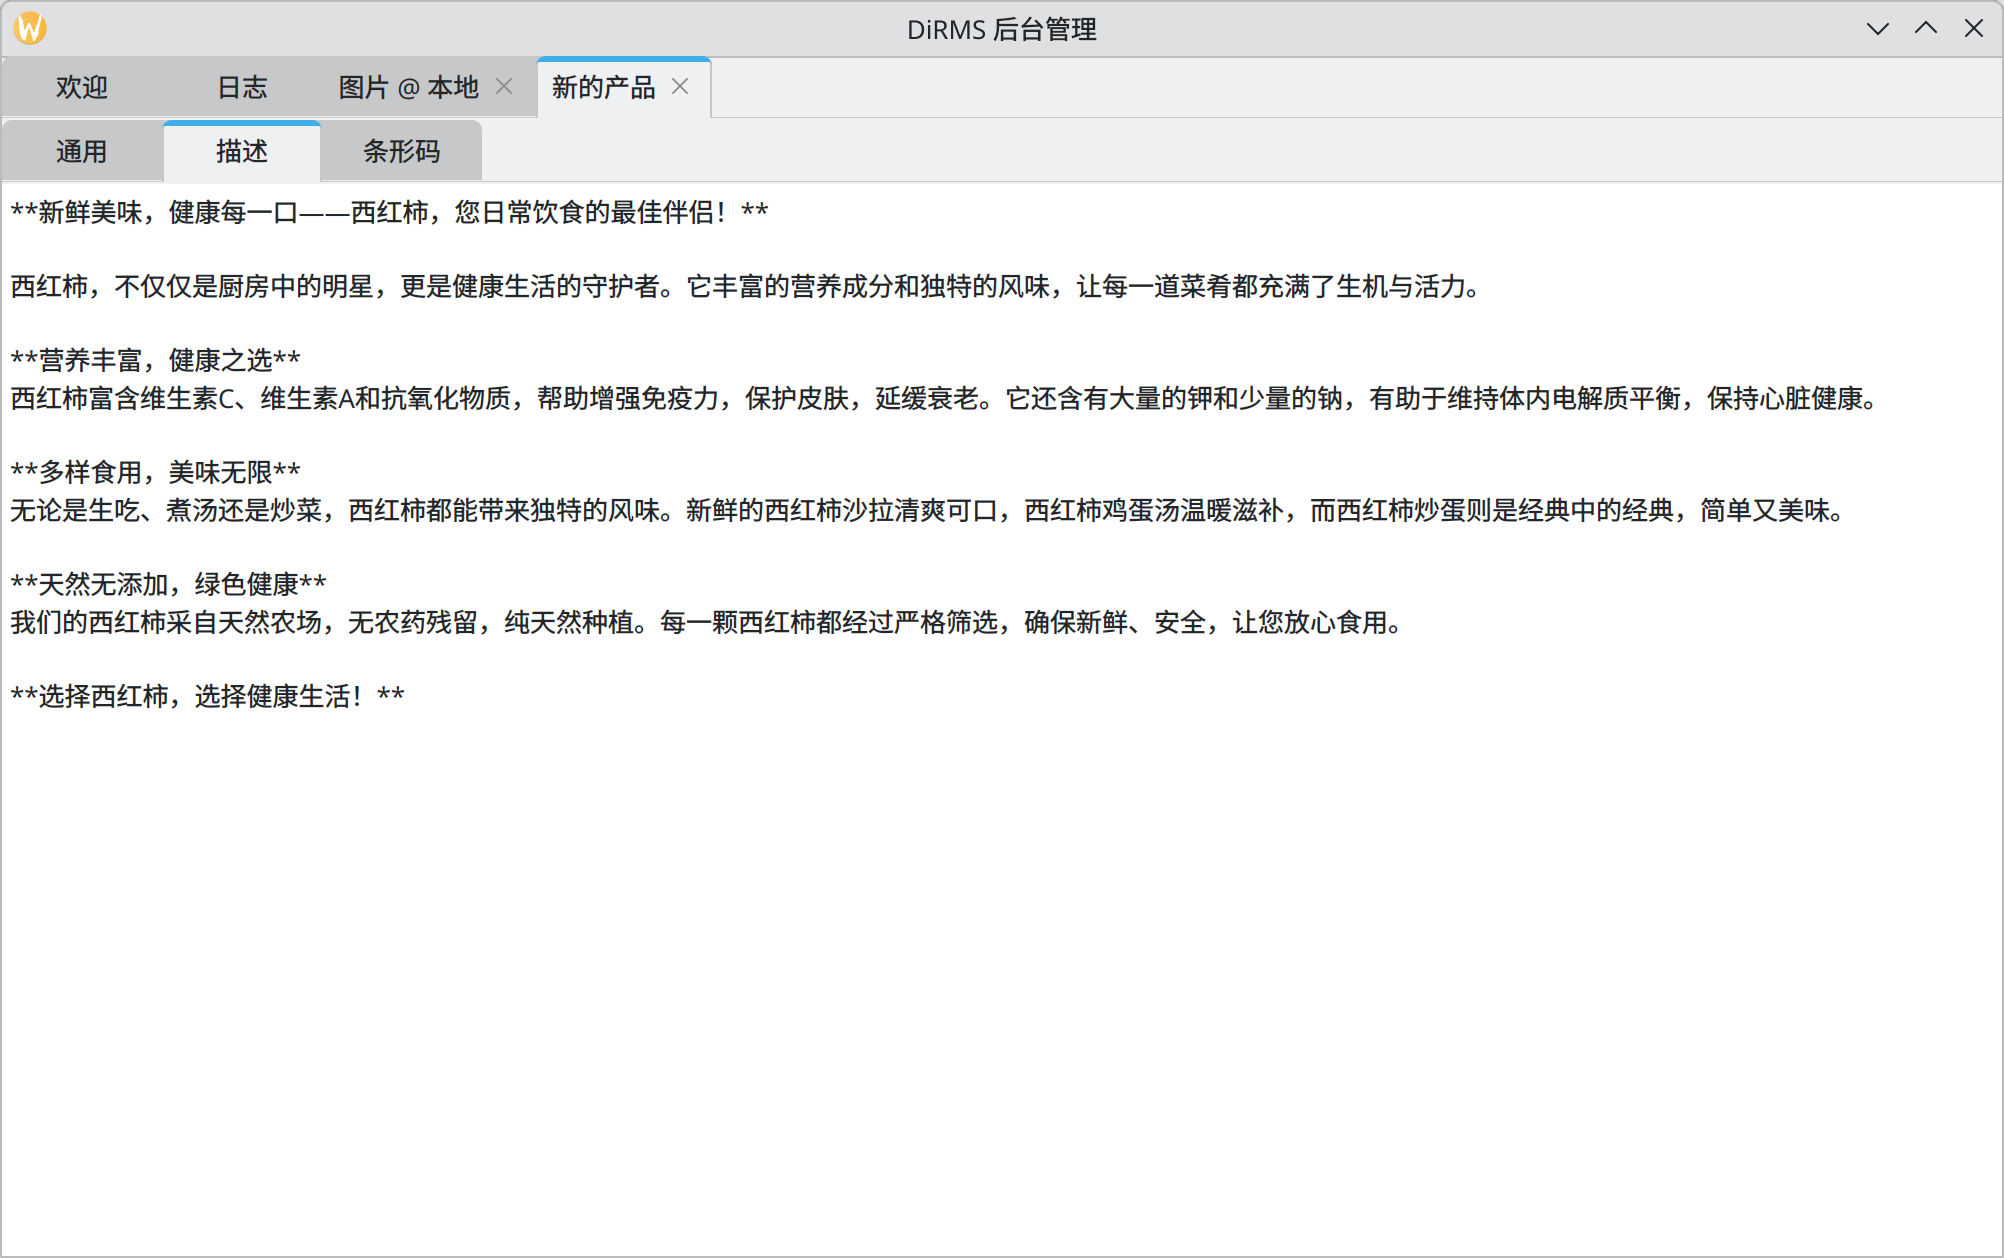 DiRMS 后台管理
欢迎 日志 图片 @ 本地 新的产品
通用 描述 条形码
**新鲜美味，健康每一口——西红柿，您日常饮食的最佳伴侣！**
西红柿，不仅仅是厨房中的明星，更是健康生活的守护者。它丰富的营养成分和独特的风味，让每一道菜肴都充满了生机与活力。
**营养丰富，健康之选**
西红柿富含维生素C、维生素A和抗氧化物质，帮助增强免疫力，保护皮肤，延缓衰老。它还含有大量的钾和少量的钠，有助于维持体内电解质平衡，保持心脏健康。
**多样食用，美味无限**
无论是生吃、煮汤还是炒菜，西红柿都能带来独特的风味。新鲜的西红柿沙拉清爽可口，西红柿鸡蛋汤温暖滋补，而西红柿炒蛋则是经典中的经典，简单又美味。
**天然无添加，绿色健康**
我们的西红柿采自天然农场，无农药残留，纯天然种植。每一颗西红柿都经过严格筛选，确保新鲜、安全，让您放心食用。
**选择西红柿，选择健康生活！**